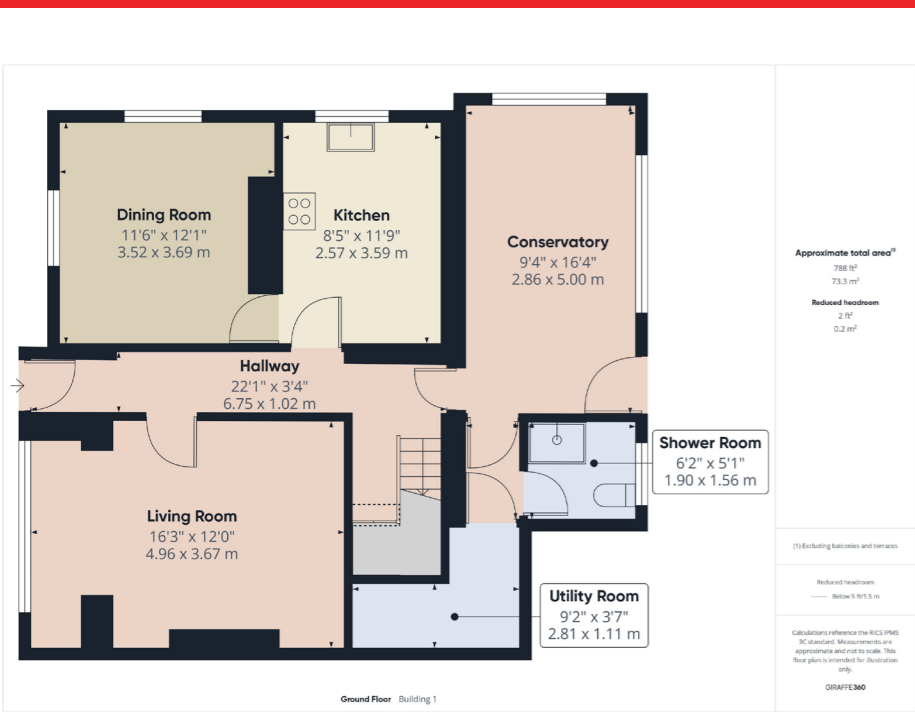 Dining Room
11'6" x 12'1"
3.52 x 3.69 m
Kitchen
8'5" x 11'9"
2.57 x 3.59 m
Conservatory
9'4" x 16'4"
2.86 x 5.00 m
Hallway
22'1" x 3'4"
6.75 x 1.02 m
Shower Room
6'2" x 5'1"
1.90 x 1.56 m
Living Room
16'3" x 12'0"
4.96 x 3.67 m
Utility Room
9'2" x 3'7"
2.81 x 1.11 m
Ground Floor Building 1
Approximate total area⁽¹⁾
788 ft²
73.3 m²
Reduced headroom
2 ft²
0.2 m²
(1) Excluding balconies and terraces
Reduced headroom
Below 5 ft/1.5 m
Calculations reference the RICS IPMS
3C standard. Measurements are
approximate and not to scale. This
floor plan is intended for illustration
only.
GIRAFFE360